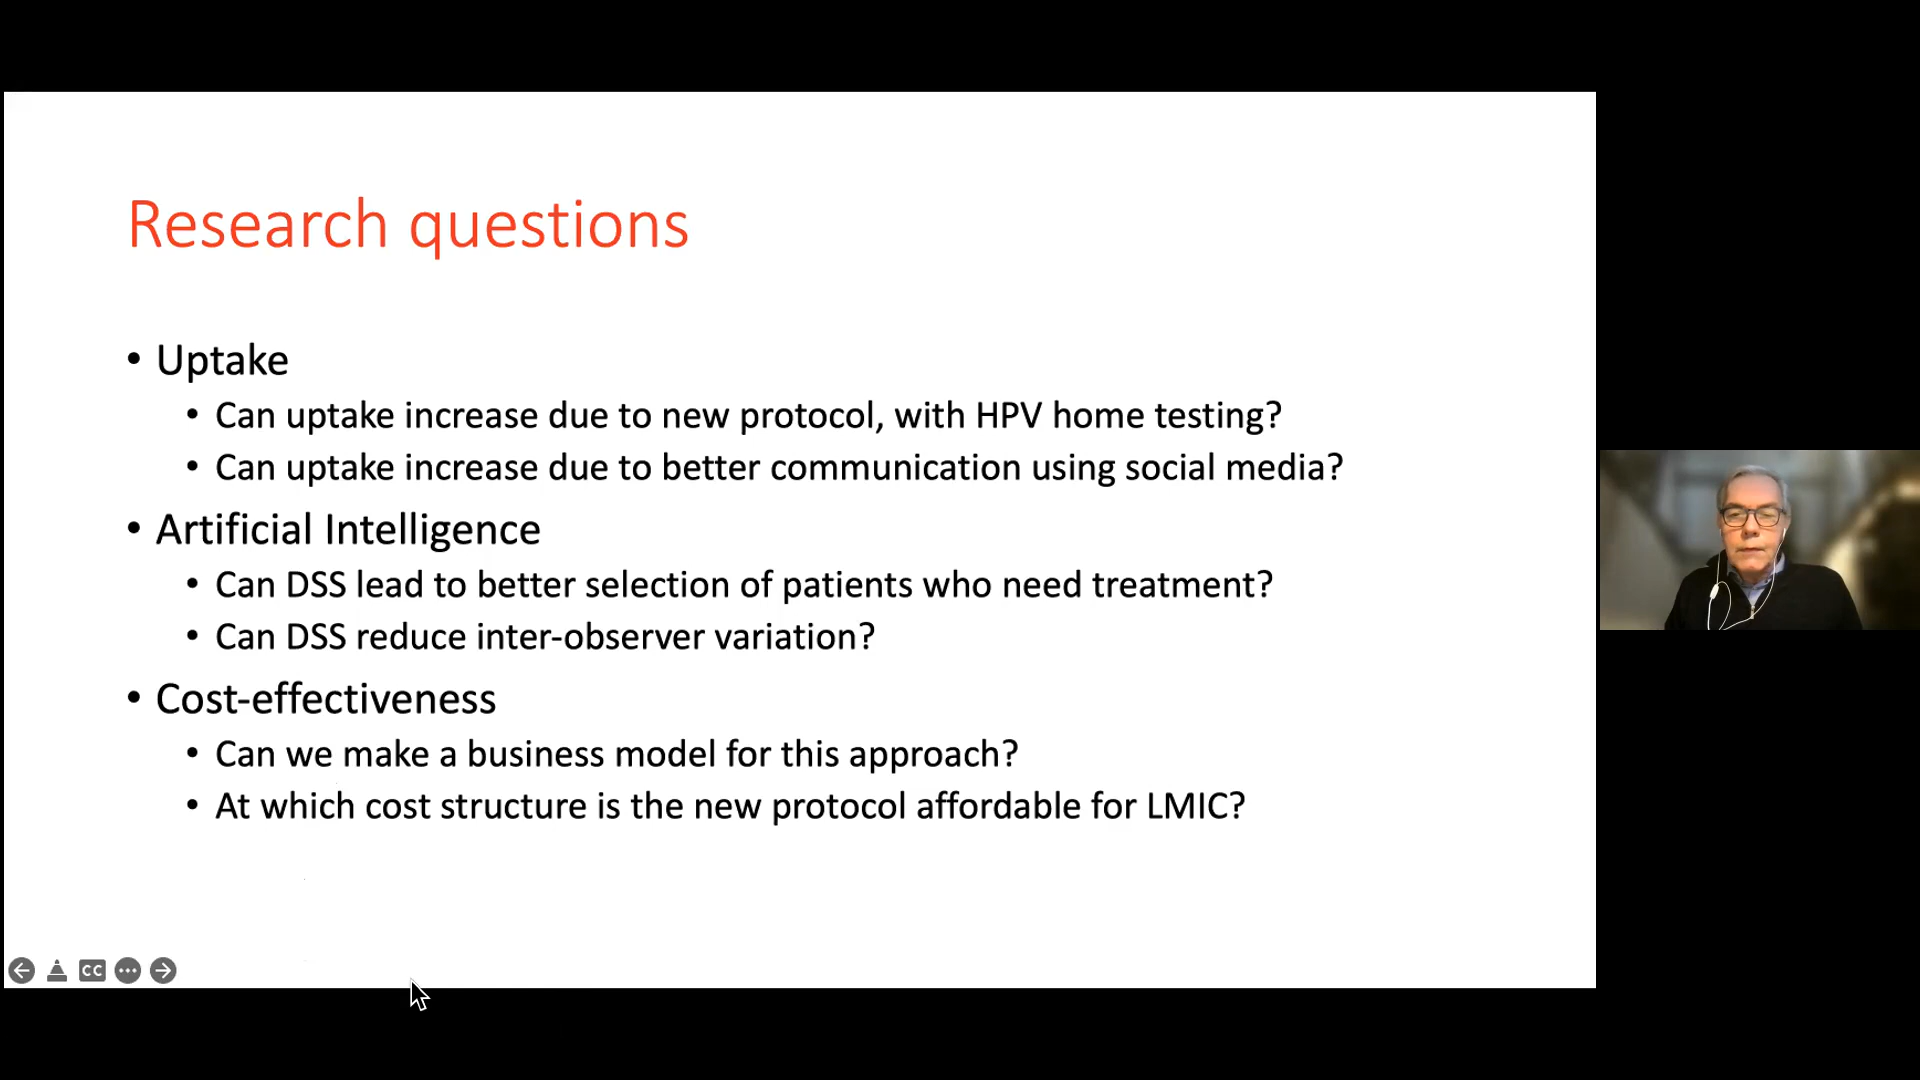 Research questions
• Uptake
• Can uptake increase due to new protocol, with HPV home testing?
• Can uptake increase due to better communication using social media?
• Artificial Intelligence
• Can DSS lead to better selection of patients who need treatment?
• Can DSS reduce inter-observer variation?
• Cost-effectiveness
• Can we make a business model for this approach?
• At which cost structure is the new protocol affordable for LMIC?
CC